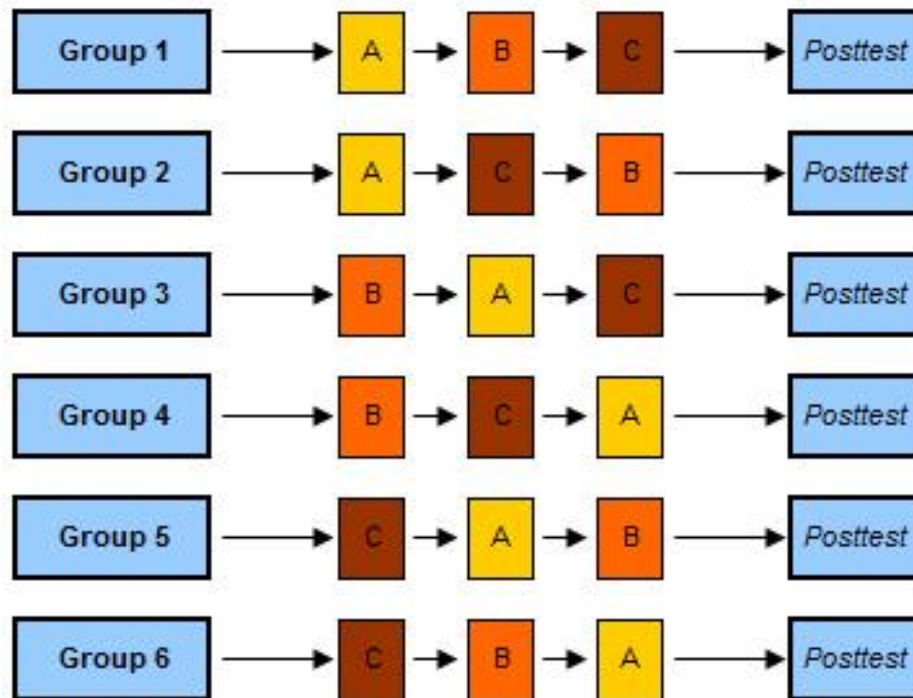 Group 1 A B C Posttest
Group 2 A C B Posttest
Group 3 B A C Posttest
Group 4 B C A Posttest
Group 5 C A B Posttest
Group 6 C B A Posttest